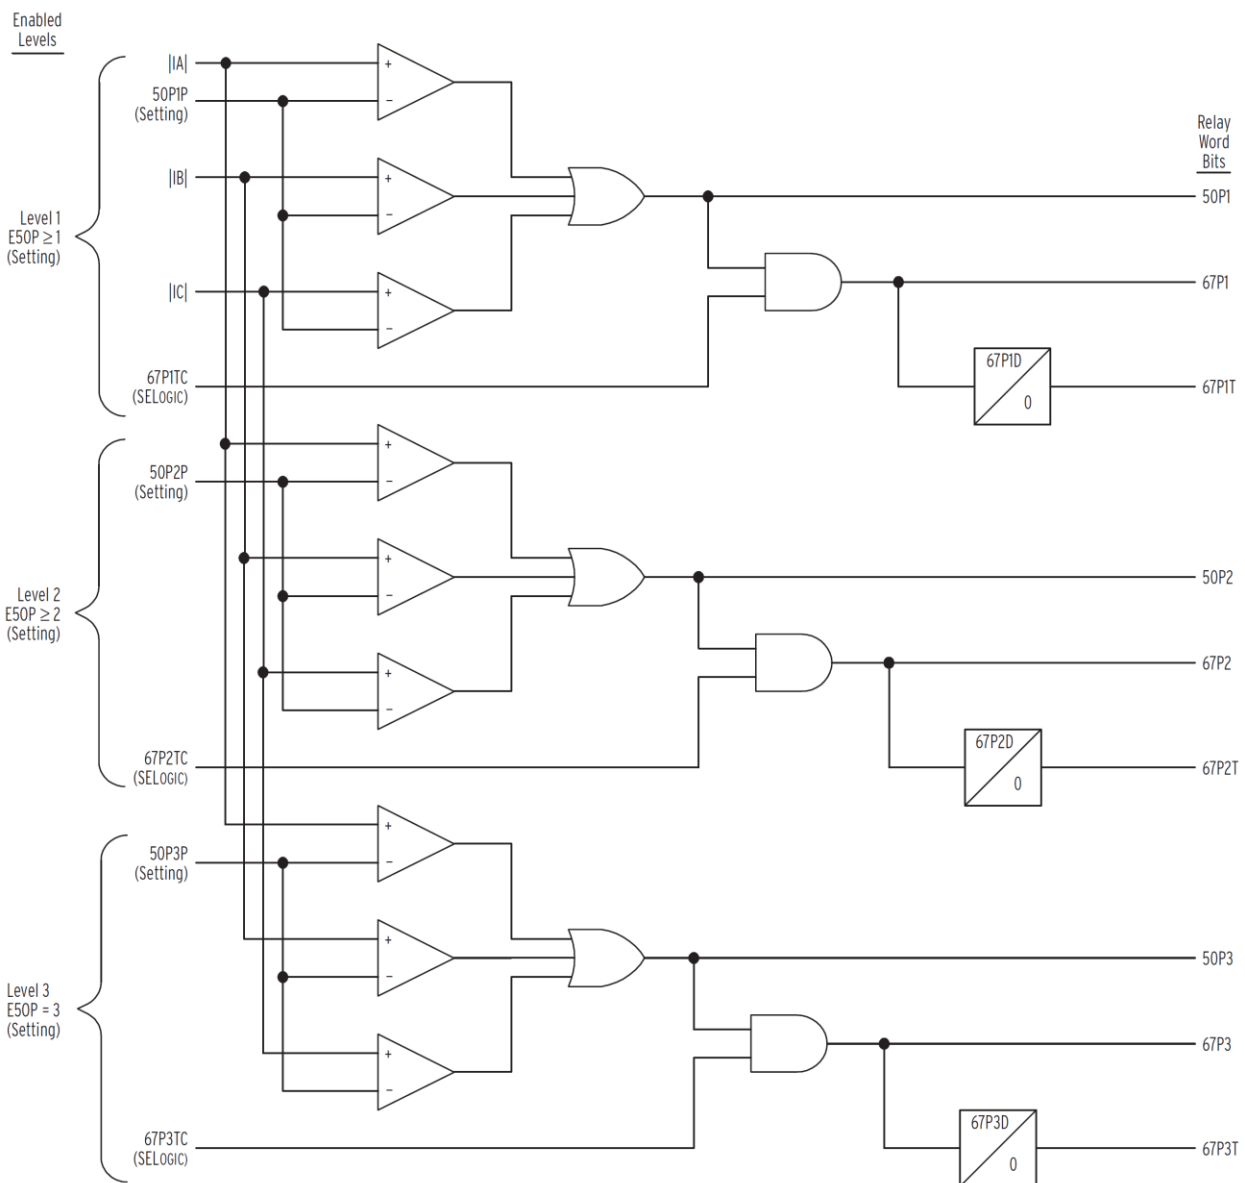 Enabled
Levels
|IA|
50P1P
(Setting)
+
−
Relay
Word
Bits
|IB|
+
−
50P1
Level 1
E50P ≥ 1
(Setting)
|IC|
+
−
67P1
67P1TC
(SELOGIC)
67P1D
0
67P1T
50P2P
(Setting)
+
−
+
−
50P2
Level 2
E50P ≥ 2
(Setting)
+
−
67P2
67P2TC
(SELOGIC)
67P2D
0
67P2T
50P3P
(Setting)
+
−
+
−
50P3
Level 3
E50P = 3
(Setting)
+
−
67P3
67P3TC
(SELOGIC)
67P3D
0
67P3T